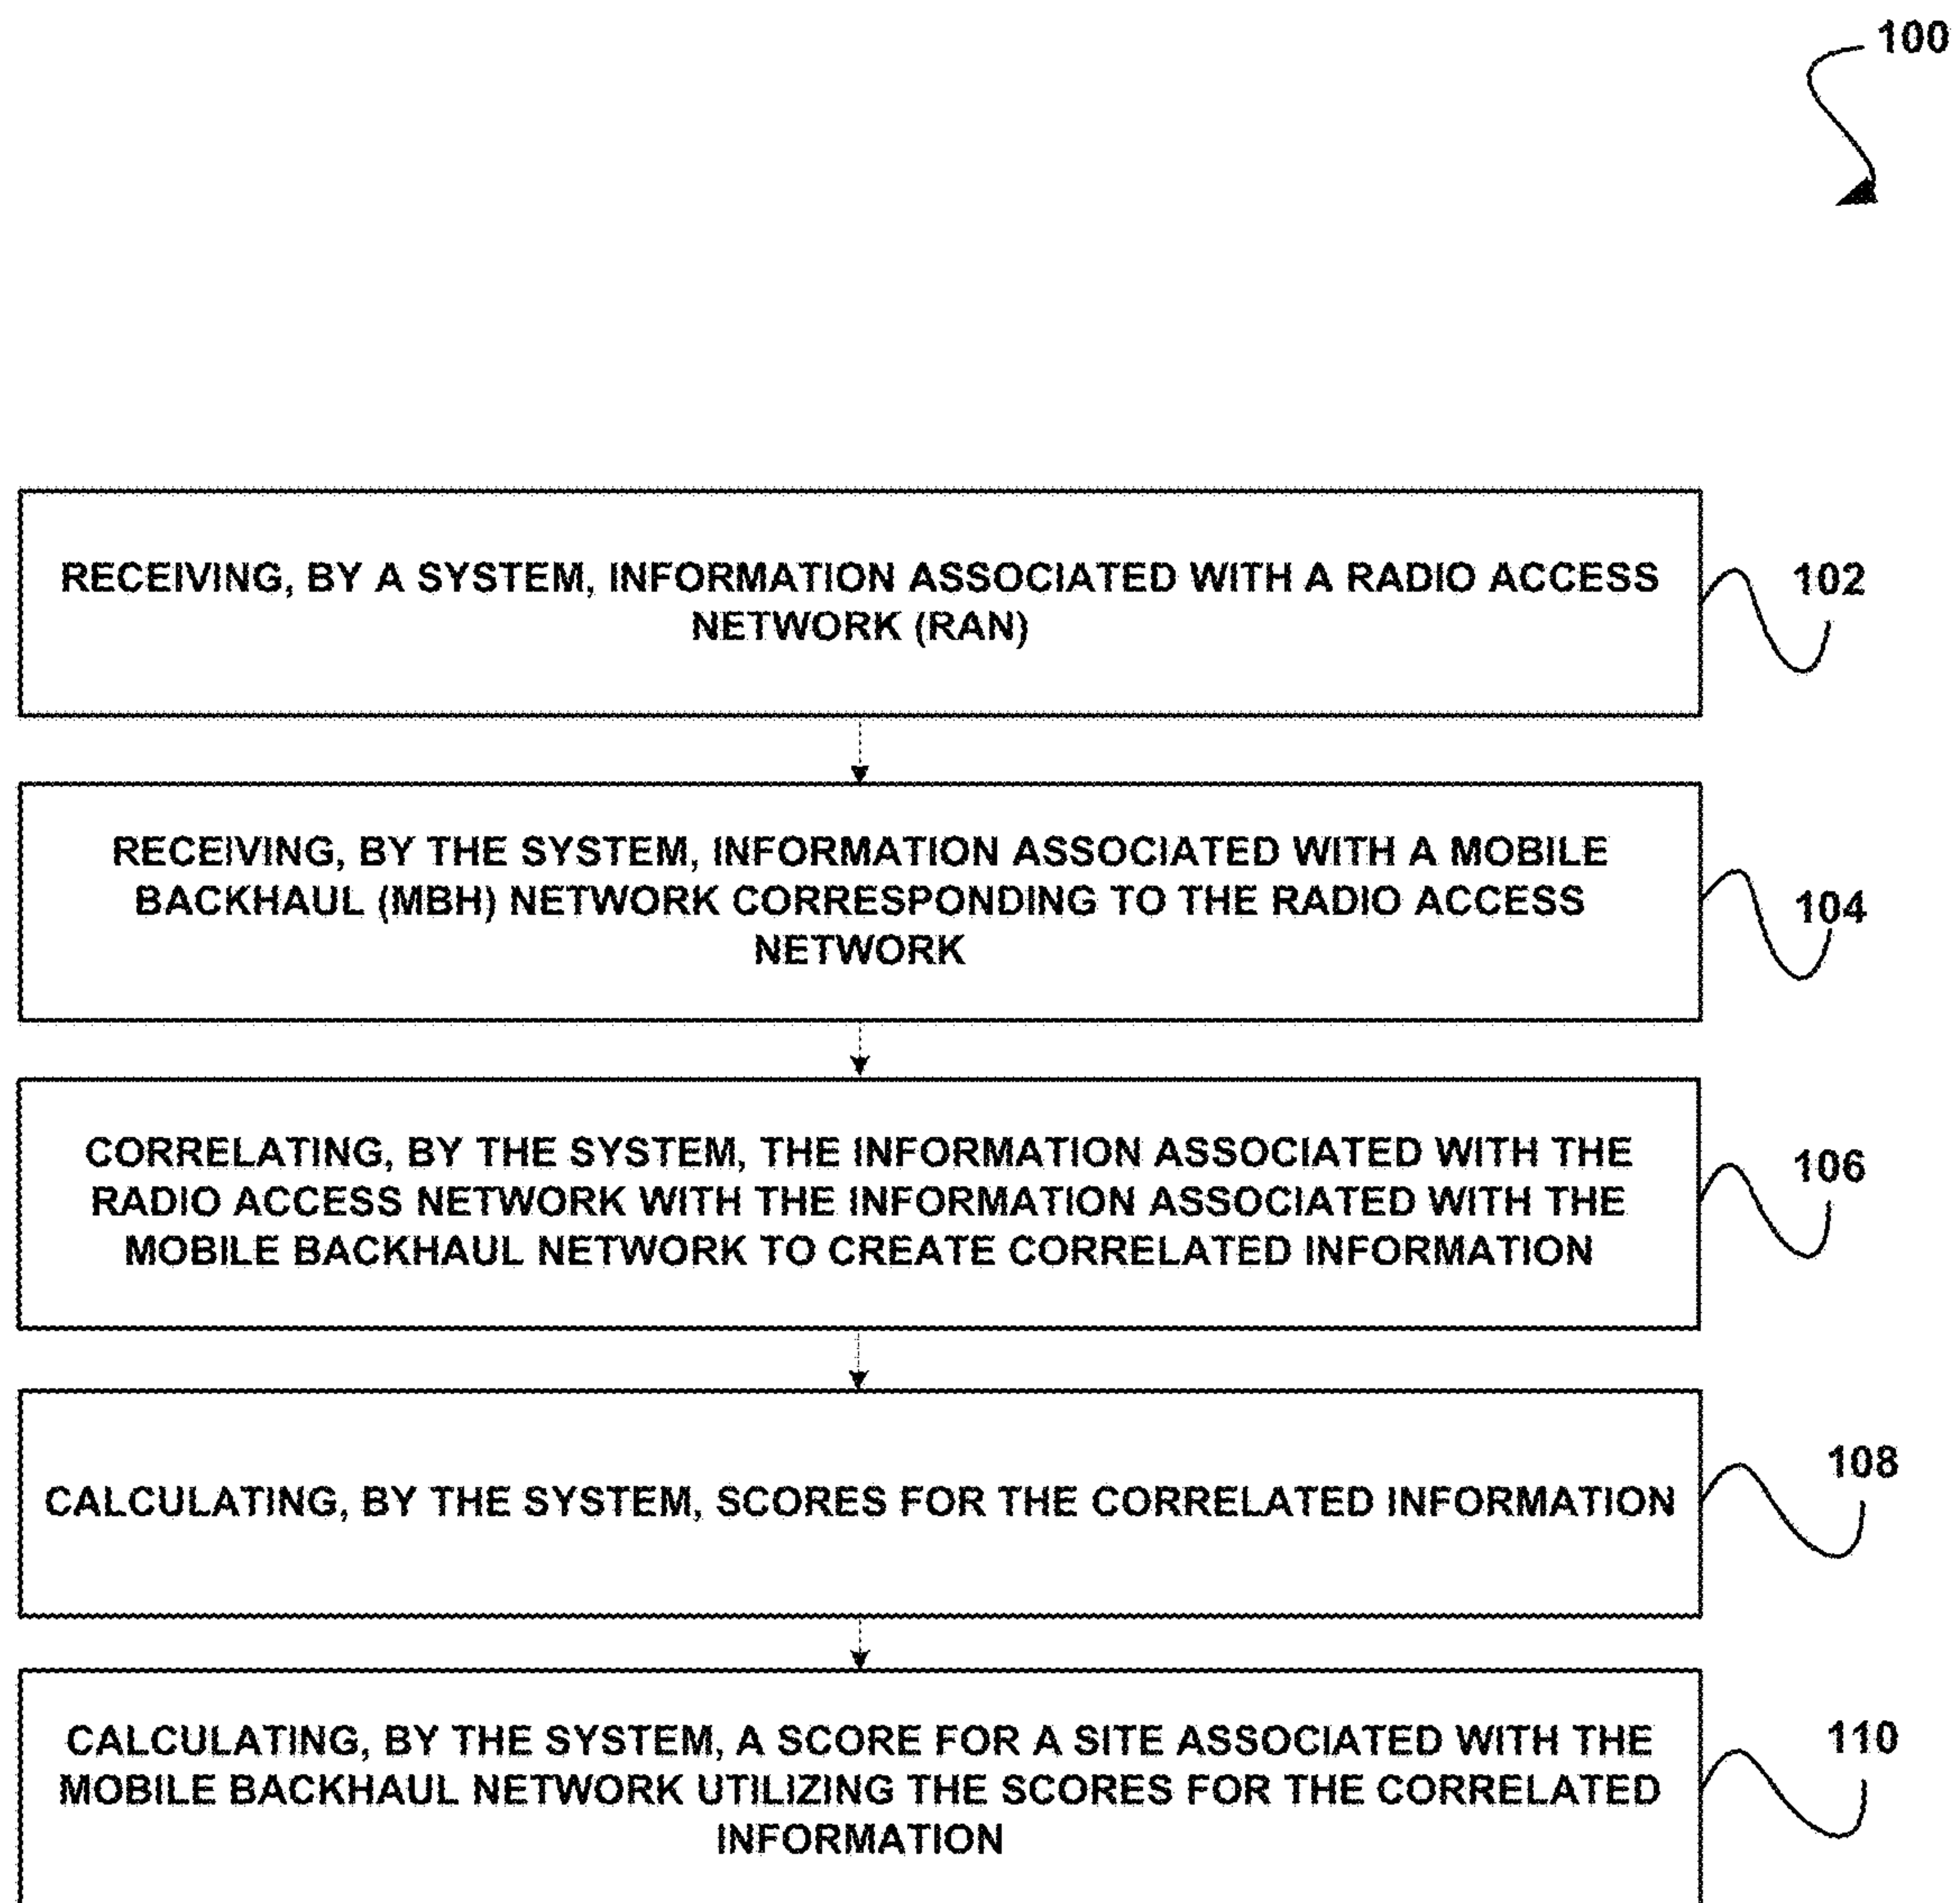 100
RECEIVING, BY A SYSTEM, INFORMATION ASSOCIATED WITH A RADIO ACCESS
NETWORK (RAN)
102
RECEIVING, BY THE SYSTEM, INFORMATION ASSOCIATED WITH A MOBILE
BACKHAUL (MBH) NETWORK CORRESPONDING TO THE RADIO ACCESS
NETWORK
104
CORRELATING, BY THE SYSTEM, THE INFORMATION ASSOCIATED WITH THE
RADIO ACCESS NETWORK WITH THE INFORMATION ASSOCIATED WITH THE
MOBILE BACKHAUL NETWORK TO CREATE CORRELATED INFORMATION
106
CALCULATING, BY THE SYSTEM, SCORES FOR THE CORRELATED INFORMATION
108
CALCULATING, BY THE SYSTEM, A SCORE FOR A SITE ASSOCIATED WITH THE
MOBILE BACKHAUL NETWORK UTILIZING THE SCORES FOR THE CORRELATED
INFORMATION
110